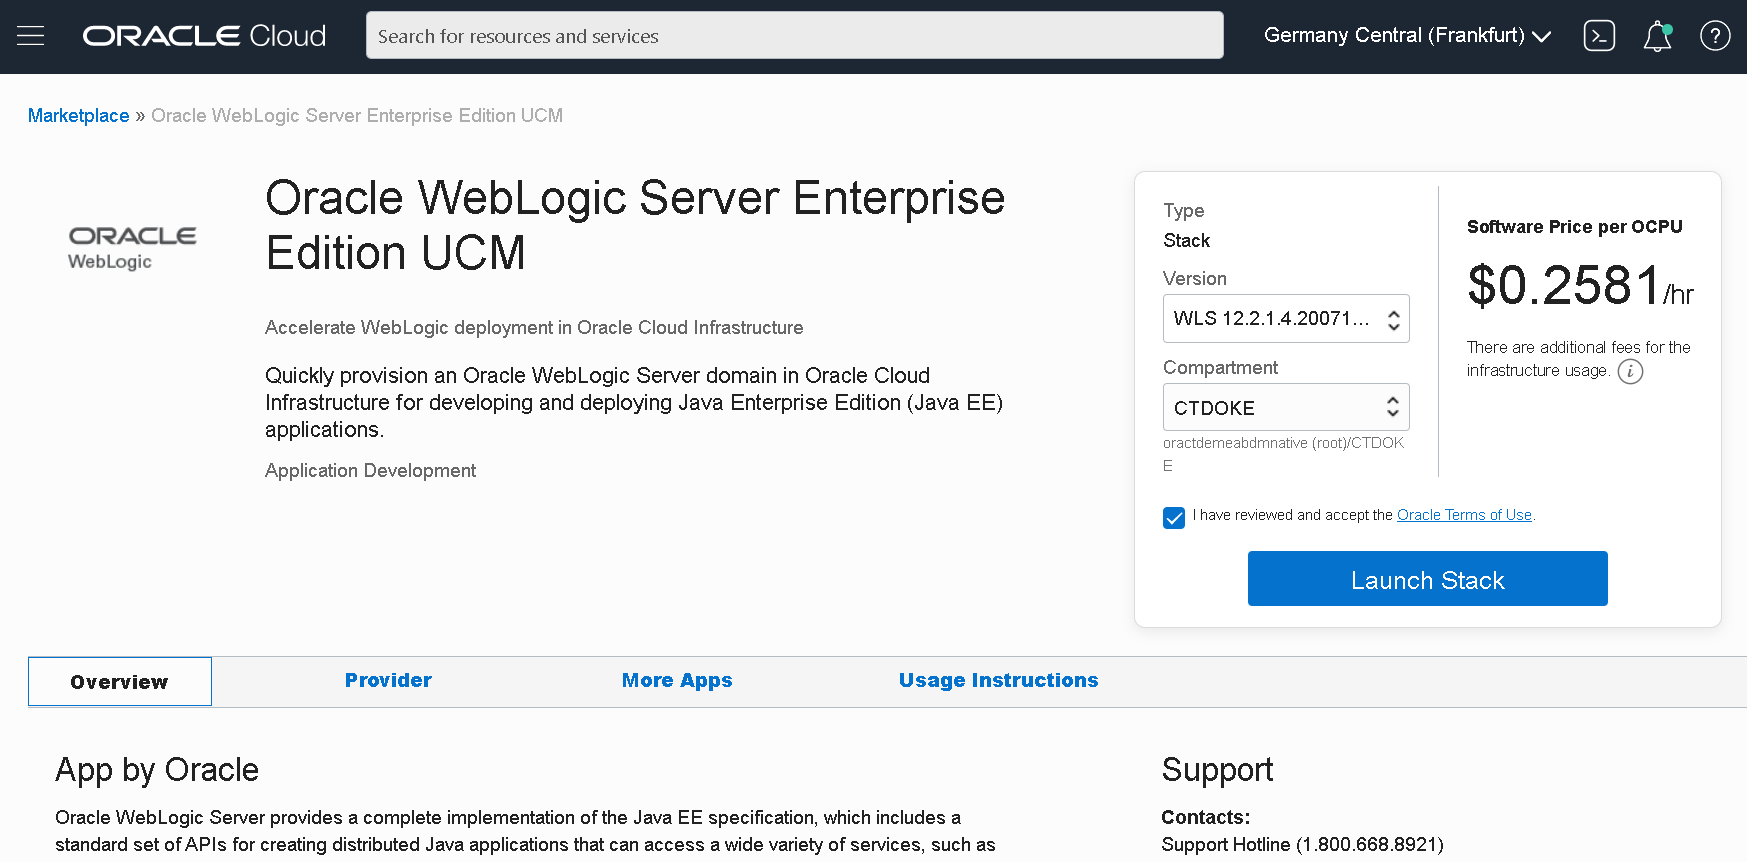 ORACLE Cloud
Search for resources and services
Germany Central (Frankfurt)
Marketplace » Oracle WebLogic Server Enterprise Edition UCM
ORACLE
WebLogic
Oracle WebLogic Server Enterprise
Edition UCM
Accelerate WebLogic deployment in Oracle Cloud Infrastructure
Quickly provision an Oracle WebLogic Server domain in Oracle Cloud
Infrastructure for developing and deploying Java Enterprise Edition (Java EE)
applications.
Application Development
Type
Stack
Version
WLS 12.2.1.4.20071...
Compartment
CTDOKE
oractdemeabdmnative (root)/CTDOK
E
Software Price per OCPU
$0.2581/hr
There are additional fees for the
infrastructure usage.
I have reviewed and accept the Oracle Terms of Use.
Launch Stack
Overview
Provider
More Apps
Usage Instructions
App by Oracle
Oracle WebLogic Server provides a complete implementation of the Java EE specification, which includes a
standard set of APIs for creating distributed Java applications that can access a wide variety of services, such as
Support
Contacts:
Support Hotline (1.800.668.8921)